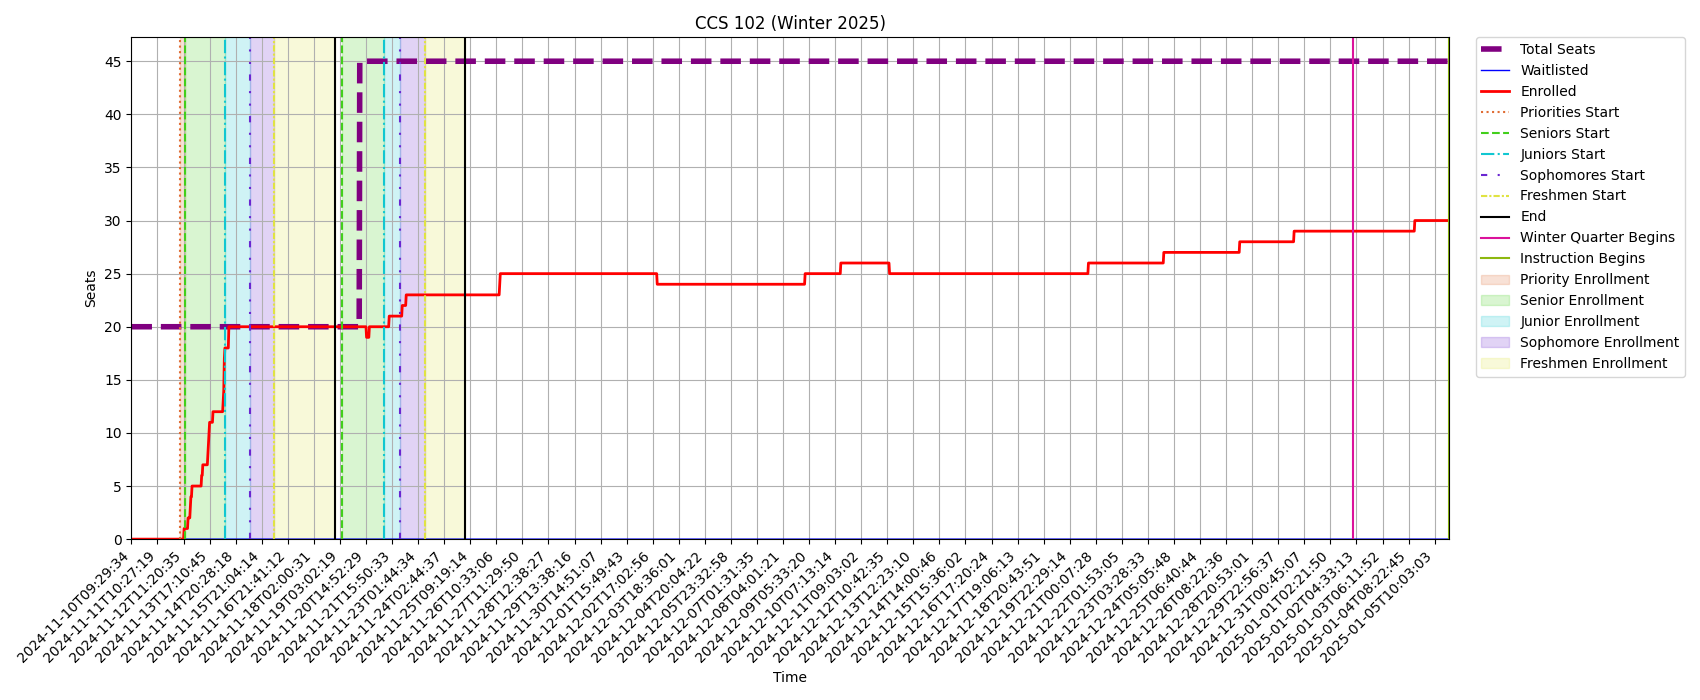 CCS 102 (Winter 2025)
Seats
45
40
35
30
25
20
15
10
5
0
2024-11-10T09:29:34
2024-11-11T10:27:19
2024-11-12T11:20:35
2024-11-13T17:10:45
2024-11-14T20:28:18
2024-11-15T21:04:14
2024-11-16T21:41:12
2024-11-18T02:00:31
2024-11-19T03:02:19
2024-11-20T14:52:29
2024-11-21T15:50:33
2024-11-23T01:44:34
2024-11-24T02:44:37
2024-11-25T09:19:14
2024-11-26T10:33:06
2024-11-27T11:29:50
2024-11-28T12:38:27
2024-11-29T13:38:16
2024-11-30T14:51:07
2024-12-01T15:49:43
2024-12-02T17:02:56
2024-12-03T18:36:01
2024-12-04T20:04:22
2024-12-05T23:32:58
2024-12-07T01:31:35
2024-12-08T04:01:21
2024-12-09T05:33:20
2024-12-10T07:13:14
2024-12-11T09:03:02
2024-12-12T10:42:35
2024-12-13T12:23:10
2024-12-14T14:00:46
2024-12-15T15:36:02
2024-12-16T17:20:24
2024-12-17T19:06:13
2024-12-18T20:43:51
2024-12-19T22:29:14
2024-12-21T00:07:28
2024-12-22T01:53:05
2024-12-23T03:28:33
2024-12-24T05:05:48
2024-12-25T06:40:44
2024-12-26T08:22:36
2024-12-28T20:53:01
2024-12-29T22:56:37
2024-12-31T00:45:07
2025-01-01T02:21:50
2025-01-02T04:33:13
2025-01-03T06:11:52
2025-01-04T08:22:45
2025-01-05T10:03:03
Time
Total Seats
Waitlisted
Enrolled
Priorities Start
Seniors Start
Juniors Start
Sophomores Start
Freshmen Start
End
Winter Quarter Begins
Instruction Begins
Priority Enrollment
Senior Enrollment
Junior Enrollment
Sophomore Enrollment
Freshmen Enrollment